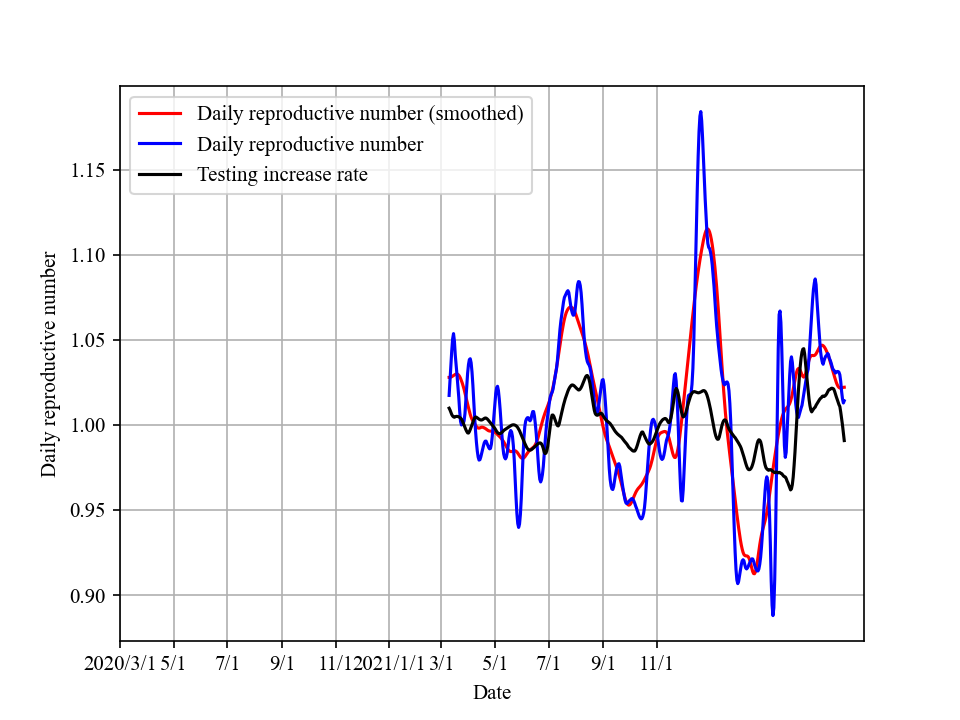 Daily reproductive number (smoothed)
Daily reproductive number
Testing increase rate
Daily reproductive number
1.15
1.10
1.05
1.00
0.95
0.90
2020/3/1 5/1 7/1 9/1 11/1 2021/1/1 3/1 5/1 7/1 9/1 11/1
Date